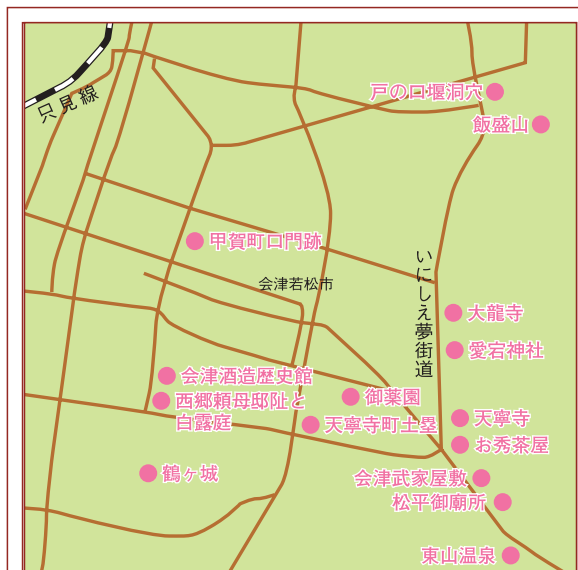 只見線
戸の口堰洞穴
飯盛山
甲賀町口門跡
いにしえ夢街道
会津若松市
大龍寺
愛宕神社
会津酒造歴史館
西郷頼母邸阯と
白露庭
御薬園
天寧寺町土塁
天寧寺
お秀茶屋
鶴ヶ城
会津武家屋敷
松平御廟所
東山温泉